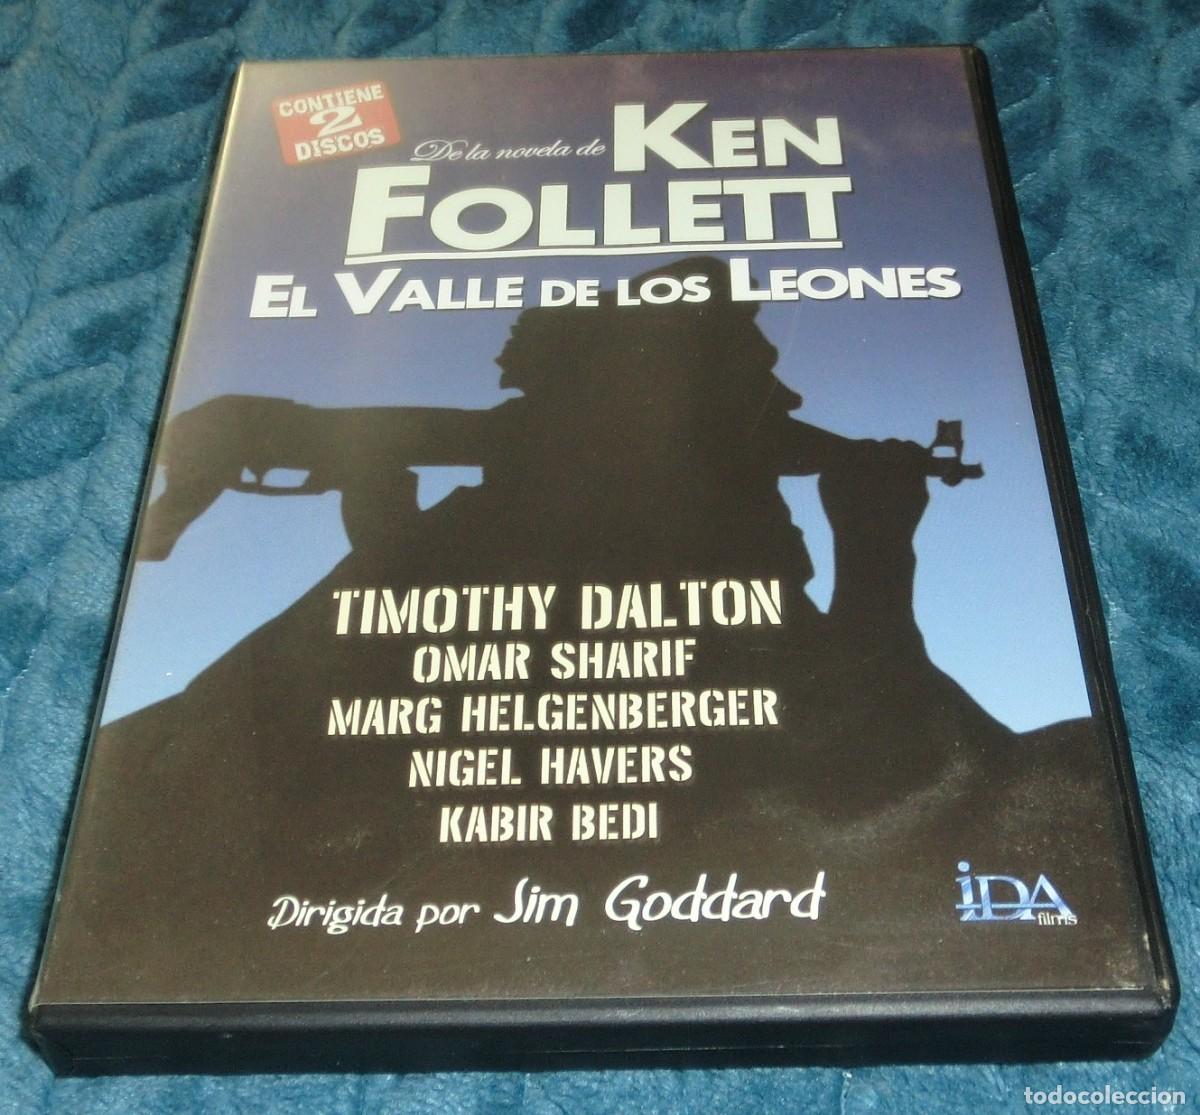 CONTIENE
2
DISCOS
De la novela de KEN
FOLLETT
EL VALLE DE LOS LEONES
TIMOTHY DALTON
OMAR SHARIF
MARG HELGENBERGER
NIGEL HAVERS
KABIR BEDI
Dirigida por Jim Goddard
iDA
films
todocoleccion